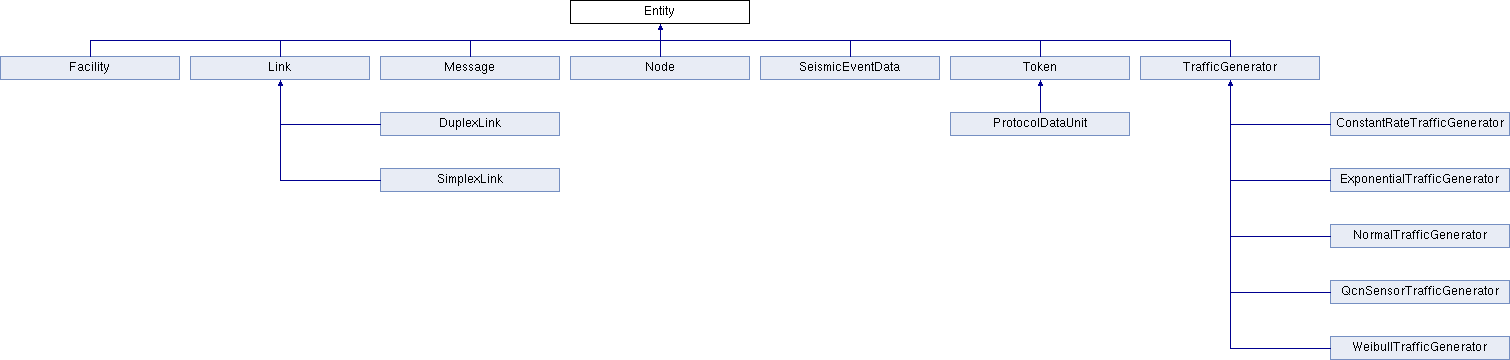 Entity
Facility
Link
Message
Node
SeismicEventData
Token
TrafficGenerator
DuplexLink
ProtocolDataUnit
ConstantRateTrafficGenerator
SimplexLink
ExponentialTrafficGenerator
NormalTrafficGenerator
QcnSensorTrafficGenerator
WeibullTrafficGenerator